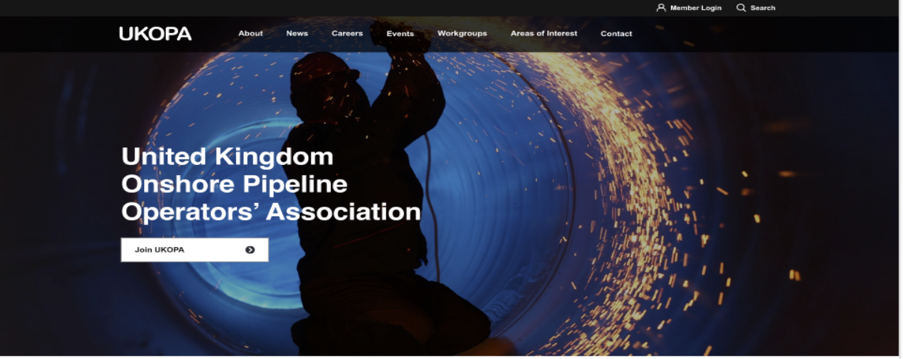 Member Login
Search
UKOPA
About
News
Careers
Events
Workgroups
Areas of Interest
Contact
United Kingdom
Onshore Pipeline
Operators’ Association
Join UKOPA